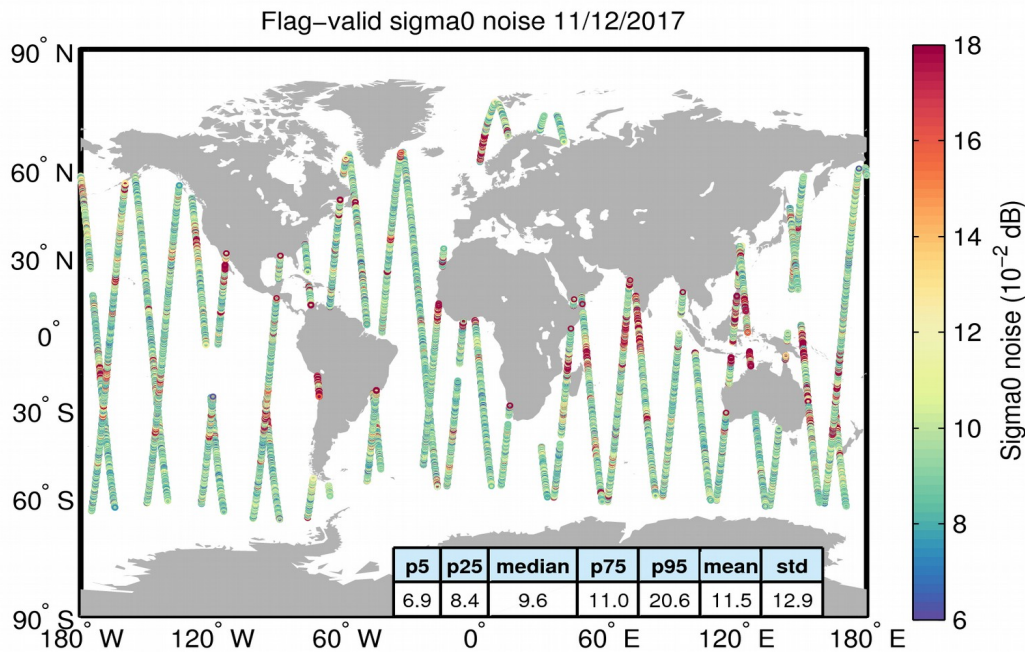 Flag−valid sigma0 noise 11/12/2017
90° N
60° N
30° N
0°
30° S
60° S
90° S
180° W
120° W
60° W
0°
60° E
120° E
180° E
p5 p25 median p75 p95 mean std
6.9 8.4 9.6 11.0 20.6 11.5 12.9
18
16
14
12
10
8
6
Sigma0 noise (10⁻² dB)